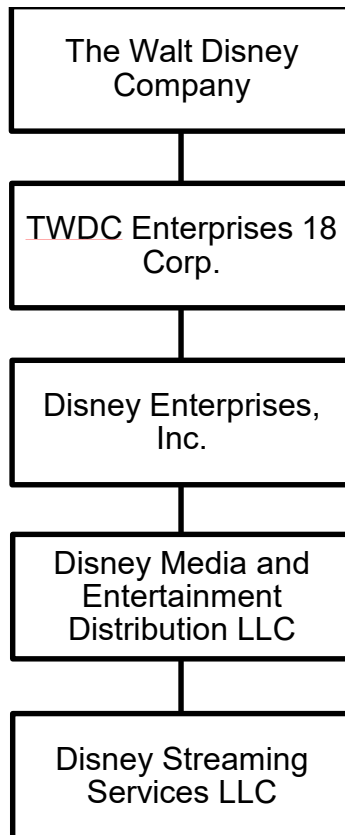 The Walt Disney
Company
TWDC Enterprises 18
Corp.
Disney Enterprises,
Inc.
Disney Media and
Entertainment
Distribution LLC
Disney Streaming
Services LLC